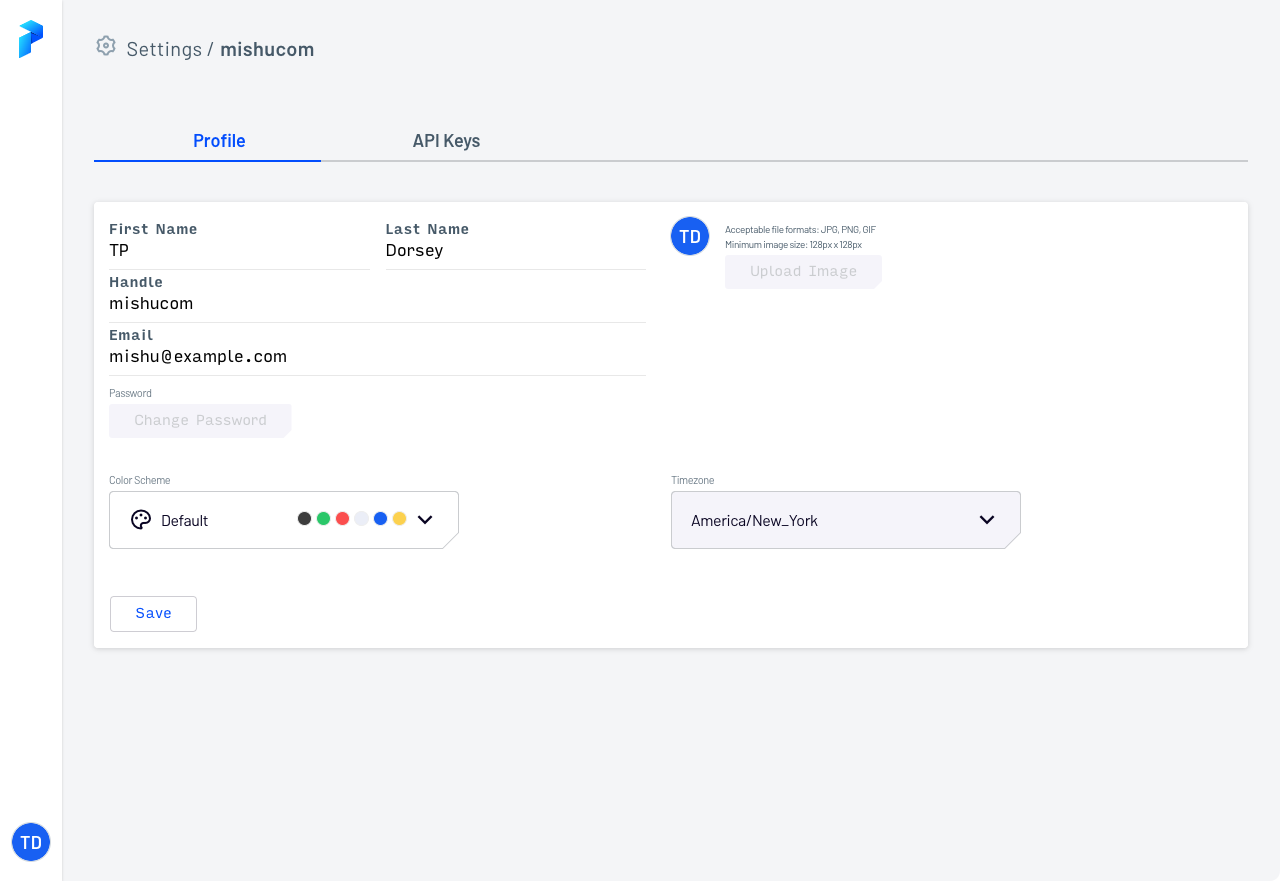 Settings / mishucom
Profile
API Keys
First Name
TP
Last Name
Dorsey
Handle
mishucom
Email
mishu@example.com
Password
Change Password
TD
Acceptable file formats: JPG, PNG, GIF
Minimum image size: 128px x 128px
Upload Image
Color Scheme
Default
Timezone
America/New_York
Save
TD